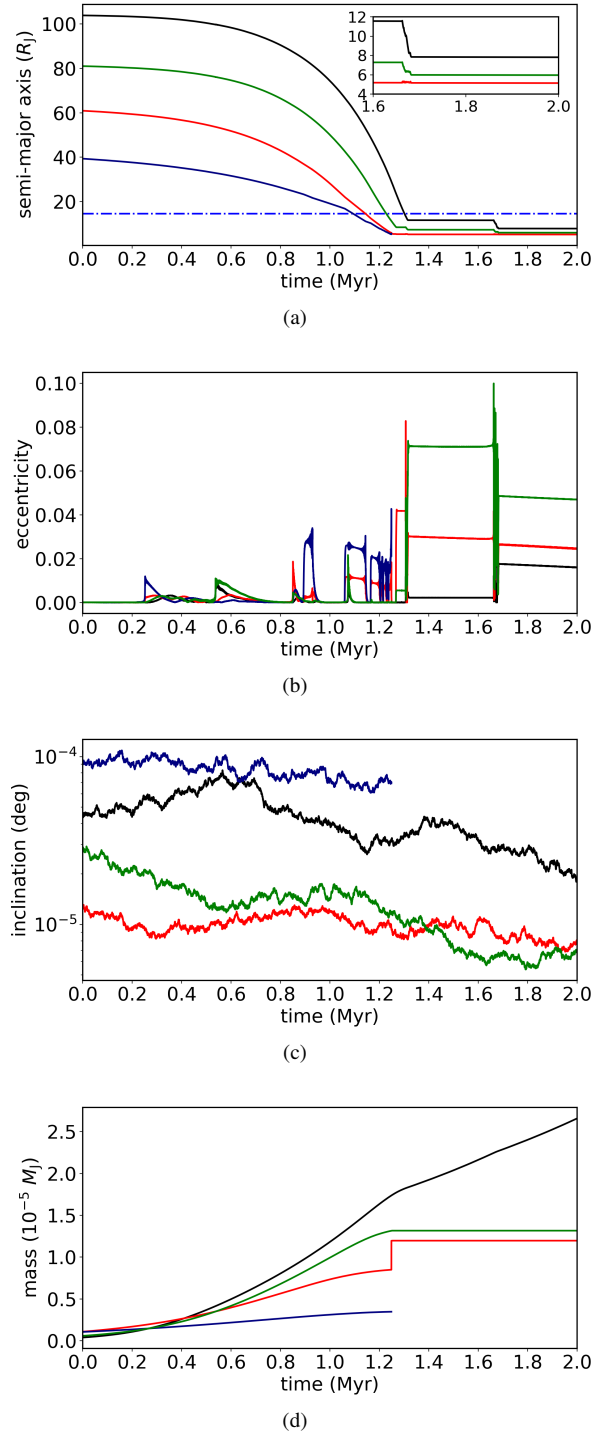 semi-major axis (R_J)
100
80
60
40
20
12
10
8
6
4
1.6 1.8 2.0
0.0 0.2 0.4 0.6 0.8 1.0 1.2 1.4 1.6 1.8 2.0
time (Myr)
(a)
eccentricity
0.10
0.08
0.06
0.04
0.02
0.00
0.0 0.2 0.4 0.6 0.8 1.0 1.2 1.4 1.6 1.8 2.0
time (Myr)
(b)
inclination (deg)
10⁻⁴
10⁻⁵
0.0 0.2 0.4 0.6 0.8 1.0 1.2 1.4 1.6 1.8 2.0
time (Myr)
(c)
mass (10⁻⁵ M_J)
2.5
2.0
1.5
1.0
0.5
0.0
0.0 0.2 0.4 0.6 0.8 1.0 1.2 1.4 1.6 1.8 2.0
time (Myr)
(d)